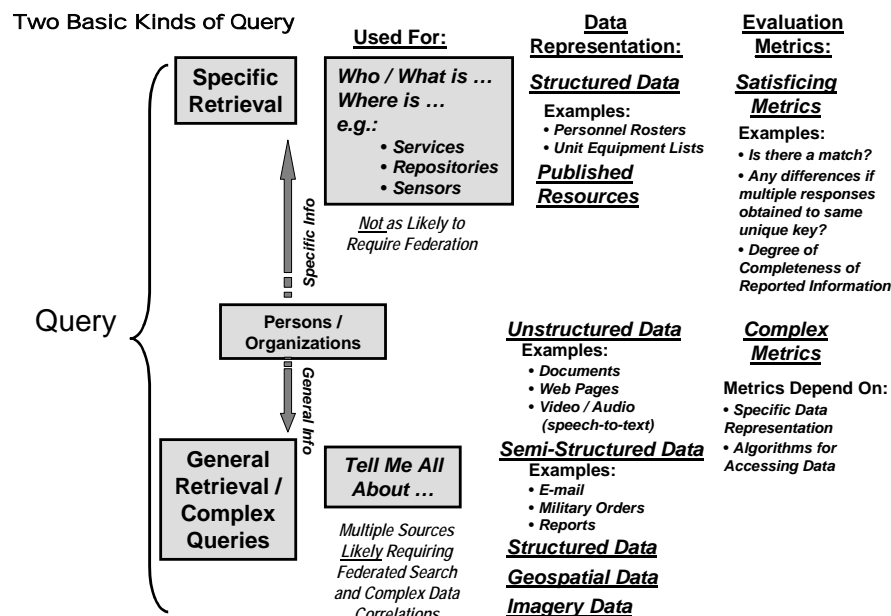 Two Basic Kinds of Query
Used For:
Data
Representation:
Evaluation
Metrics:
Specific
Retrieval
Who / What is …
Where is …
e.g.:
• Services
• Repositories
• Sensors
Not as Likely to
Require Federation
Structured Data
Examples:
• Personnel Rosters
• Unit Equipment Lists
Published
Resources
Satisficing
Metrics
Examples:
• Is there a match?
• Any differences if
multiple responses
obtained to same
unique key?
• Degree of
Completeness of
Reported Information
Specific Info
Query
Persons /
Organizations
General Info
General
Retrieval /
Complex
Queries
Tell Me All
About …
Multiple Sources
Likely Requiring
Federated Search
and Complex Data
Correlations
Unstructured Data
Examples:
• Documents
• Web Pages
• Video / Audio
(speech-to-text)
Semi-Structured Data
Examples:
• E-mail
• Military Orders
• Reports
Structured Data
Geospatial Data
Imagery Data
Complex
Metrics
Metrics Depend On:
• Specific Data
Representation
• Algorithms for
Accessing Data